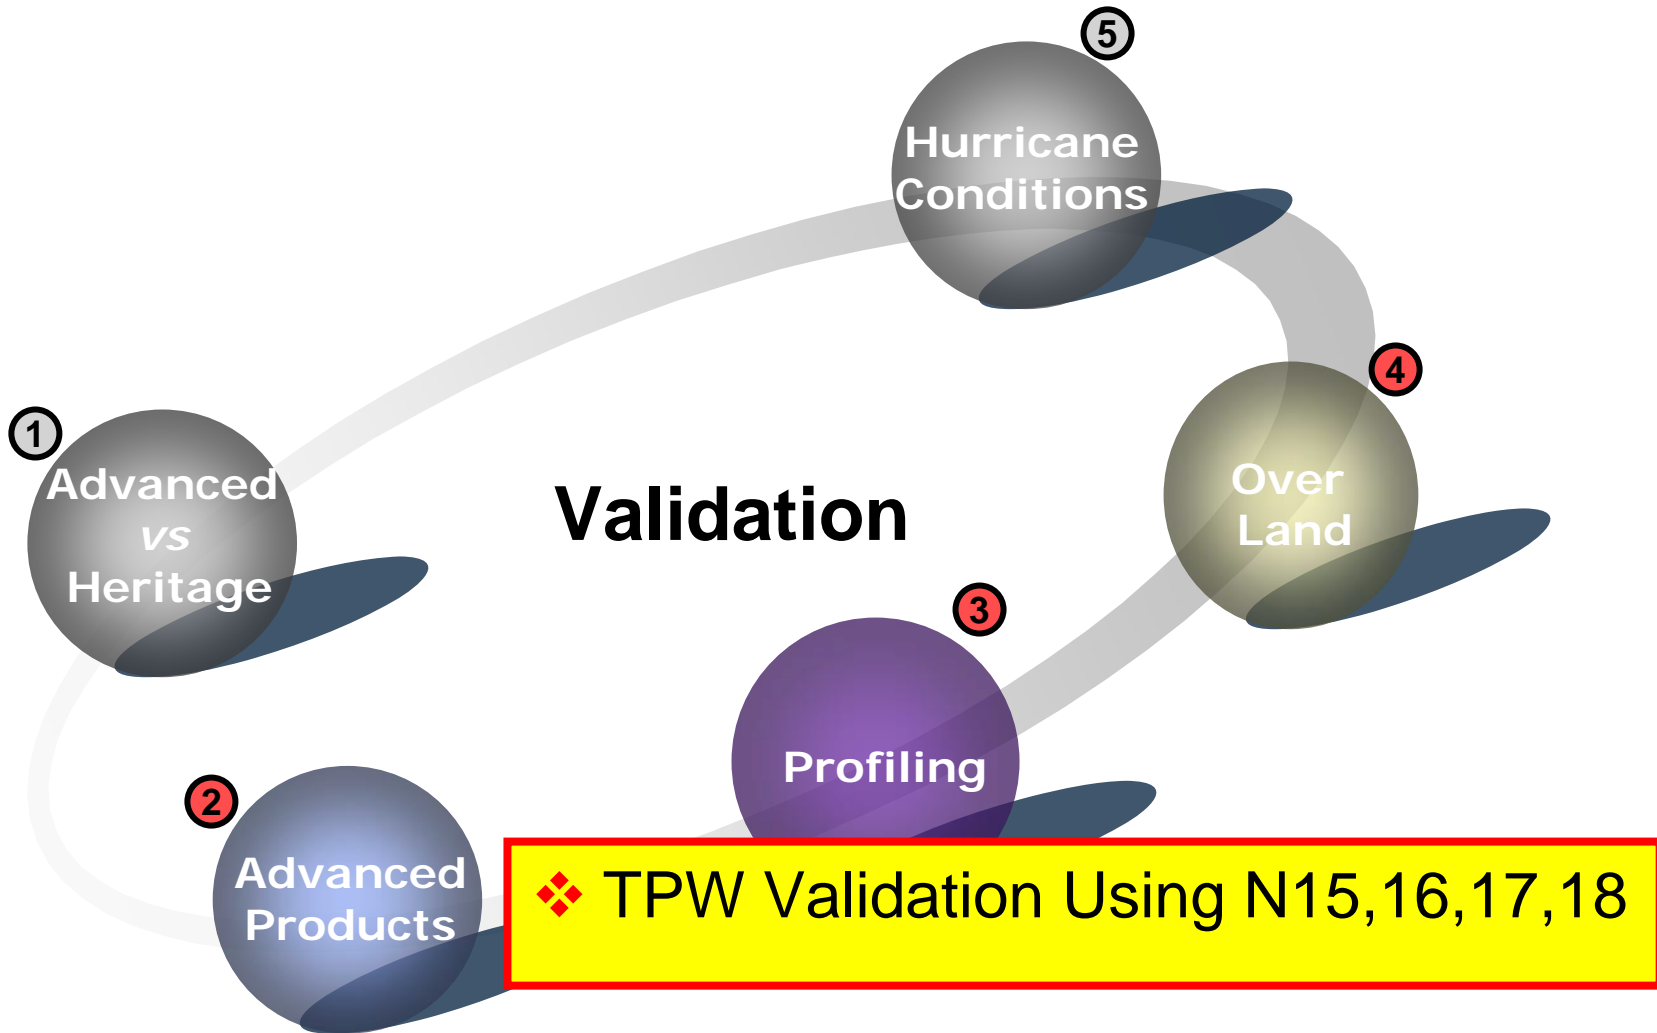 5
Hurricane
Conditions
4
Over
Land
1
Advanced
vs
Heritage
Validation
3
Profiling
2
Advanced
Products
❖ TPW Validation Using N15,16,17,18